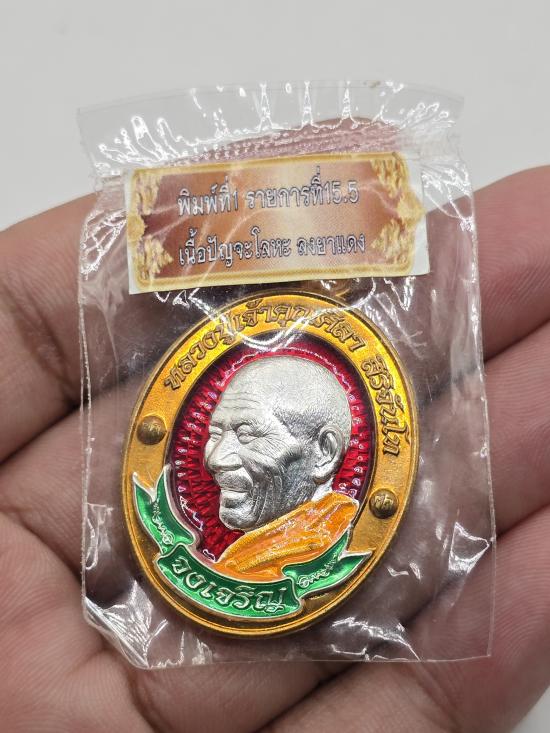 พิมพ์ที่1 รายการที่15.5
เนื้อปัญจะโลหะ ลงยาแดง
หลวงปู่เจ้าคุณศิลา สิริจันโท
จงเจริญ